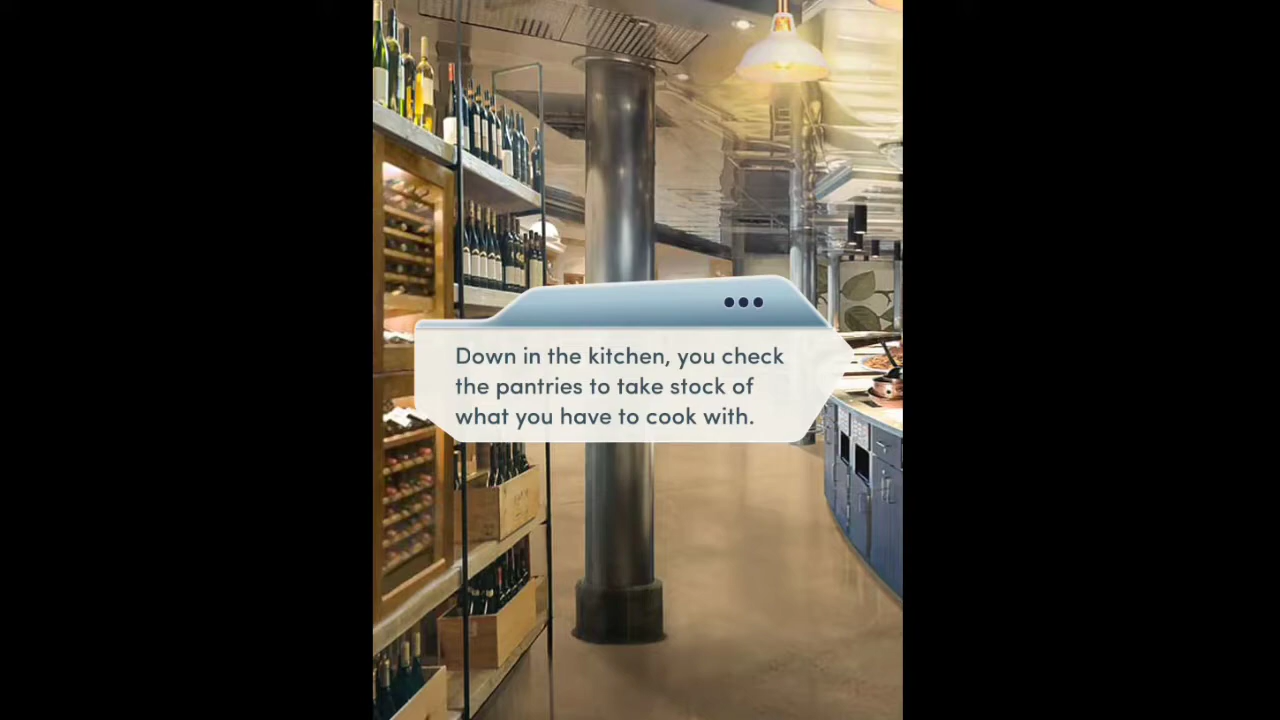 Down in the kitchen, you check
the pantries to take stock of
what you have to cook with.